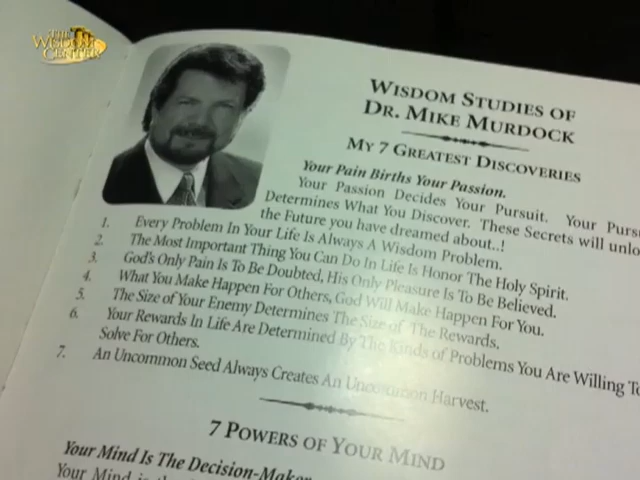 THE
WISDOM
CENTER
WISDOM STUDIES OF
DR. MIKE MURDOCK
MY 7 GREATEST DISCOVERIES
Your Pain Births Your Passion.
Your Passion Decides Your Pursuit. Your
Determines What You Discover. These Secrets will
the Future you have dreamed about..!
1. Every Problem In Your Life Is Always A Wisdom Problem.
2. The Most Important Thing You Can Do In Life Is Honor The Holy Spirit.
3. God's Only Pain Is To Be Doubted, His Only Pleasure Is To Be Believed.
4. What You Make Happen For Others, God Will Make Happen For You.
5. The Size of Your Enemy Determines The Size of The Rewards.
6. Your Rewards In Life Are Determined By The Kinds of Problems You Are Willing To
Solve For Others.
7. An Uncommon Seed Always Creates An Uncommon Harvest.
7 POWERS OF YOUR MIND
Your Mind Is The
Your Mind is